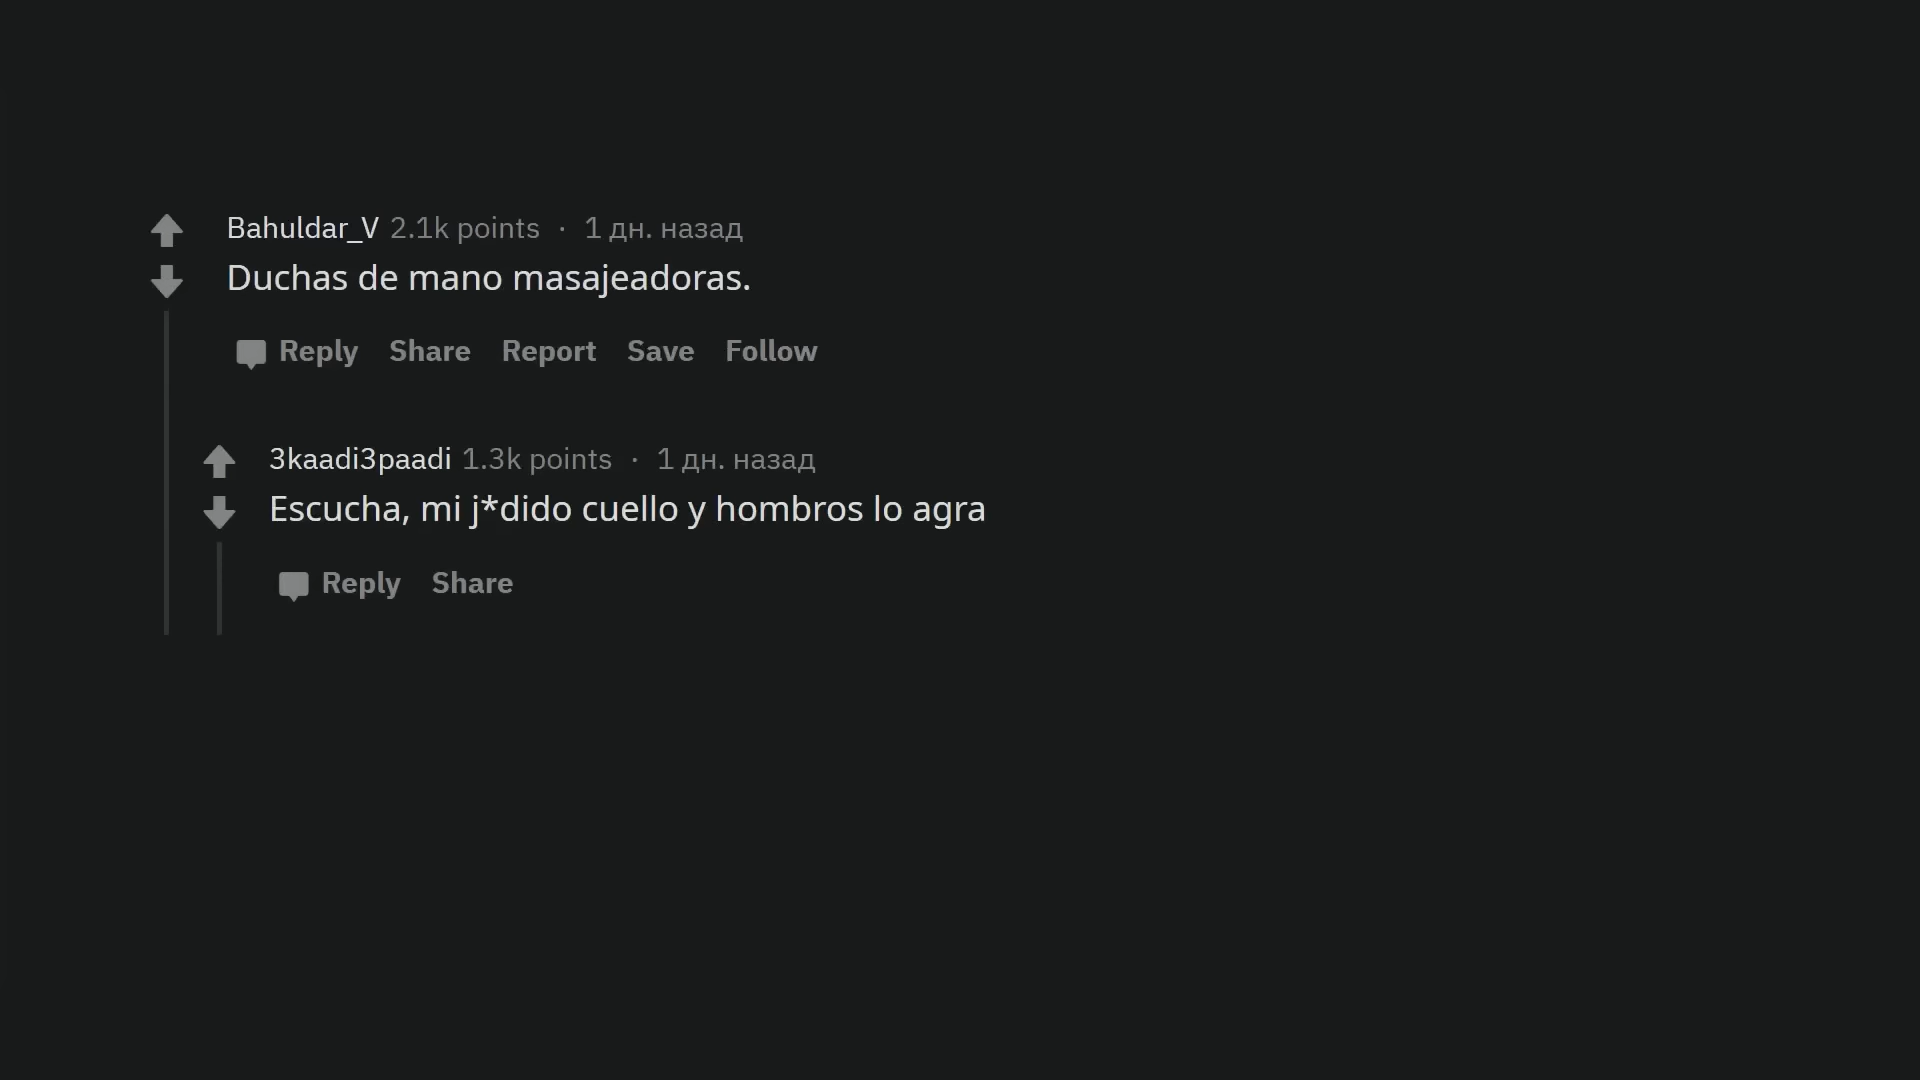 Bahuldar_V 2.1k points · 1 дн. назад
Duchas de mano masajeadoras.
Reply Share Report Save Follow
3kaadi3paadi 1.3k points · 1 дн. назад
Escucha, mi j*dido cuello y hombros lo agra
Reply Share